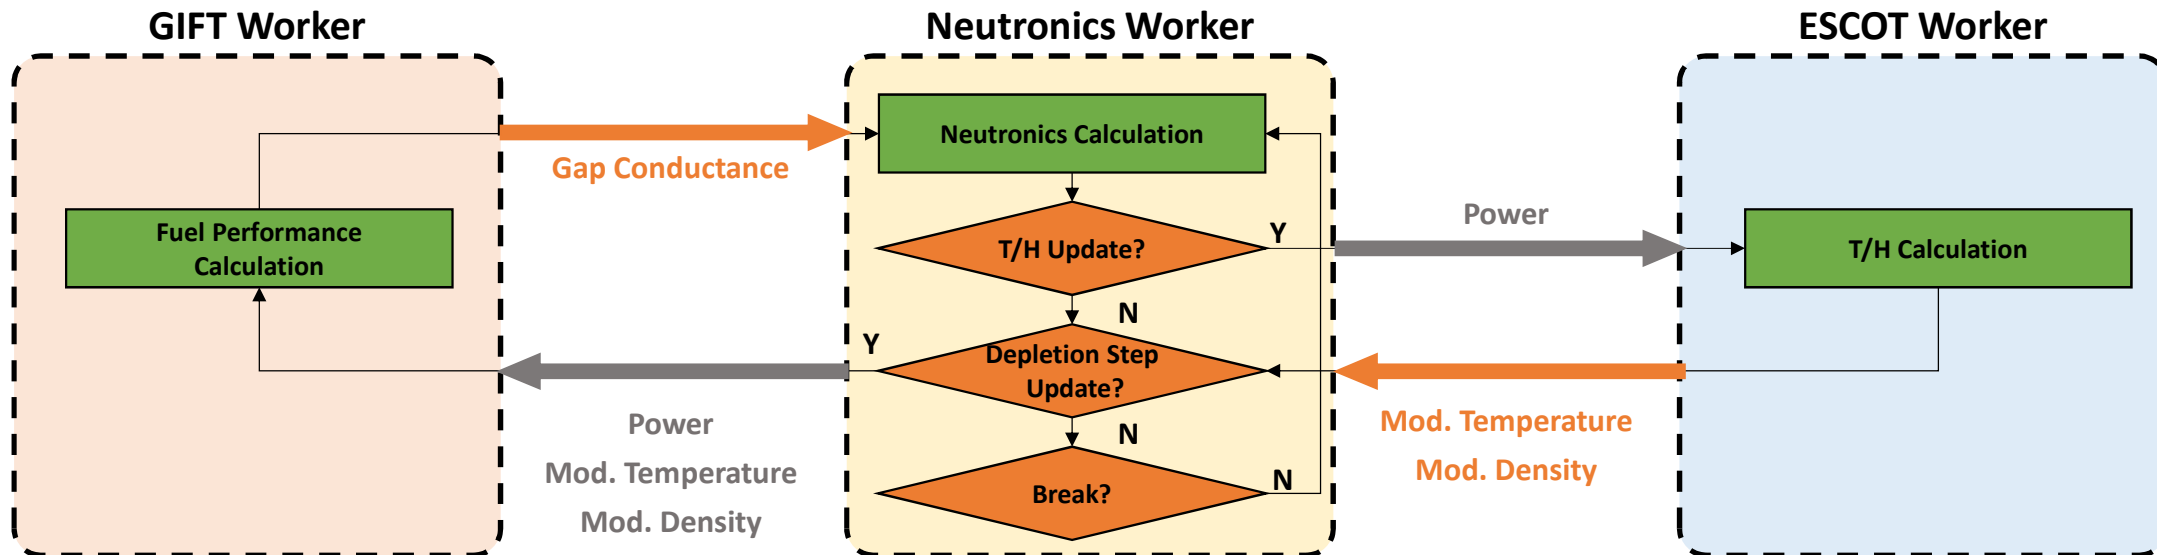 GIFT Worker
Neutronics Worker
ESCOT Worker
Gap Conductance
Neutronics Calculation
Fuel Performance
Calculation
T/H Update?
Y
Power
T/H Calculation
N
Y
Depletion Step
Update?
Power
Mod. Temperature
Mod. Density
N
Mod. Temperature
Mod. Density
Break?
N